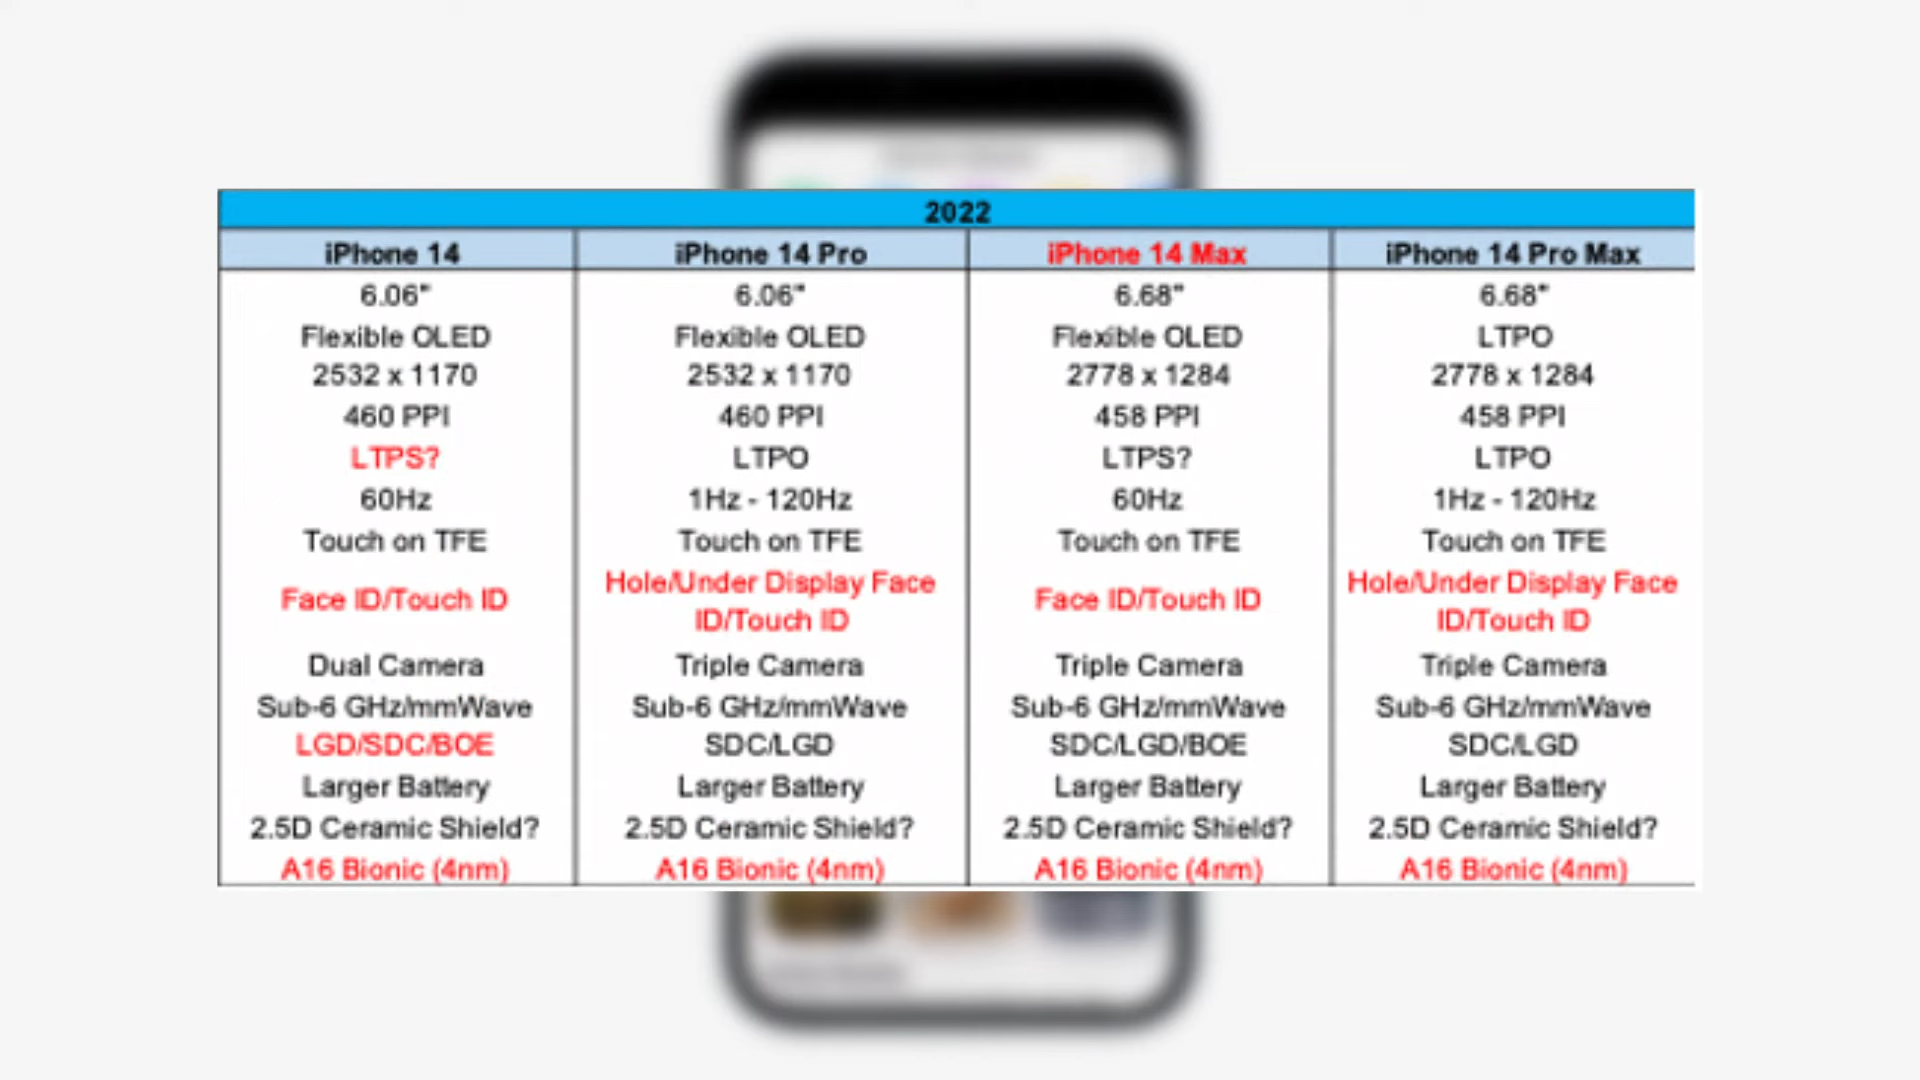 2022
iPhone 14 iPhone 14 Pro iPhone 14 Max iPhone 14 Pro Max
6.06" 6.06" 6.68" 6.68"
Flexible OLED Flexible OLED Flexible OLED LTPO
2532 x 1170 2532 x 1170 2778 x 1284 2778 x 1284
460 PPI 460 PPI 458 PPI 458 PPI
LTPS? LTPO LTPS? LTPO
60Hz 1Hz - 120Hz 60Hz 1Hz - 120Hz
Touch on TFE Touch on TFE Touch on TFE Touch on TFE
Face ID/Touch ID Hole/Under Display Face ID/Touch ID Face ID/Touch ID Hole/Under Display Face ID/Touch ID
Dual Camera Triple Camera Triple Camera Triple Camera
Sub-6 GHz/mmWave Sub-6 GHz/mmWave Sub-6 GHz/mmWave Sub-6 GHz/mmWave
LGD/SDC/BOE SDC/LGD SDC/LGD/BOE SDC/LGD
Larger Battery Larger Battery Larger Battery Larger Battery
2.5D Ceramic Shield? 2.5D Ceramic Shield? 2.5D Ceramic Shield? 2.5D Ceramic Shield?
A16 Bionic (4nm) A16 Bionic (4nm) A16 Bionic (4nm) A16 Bionic (4nm)